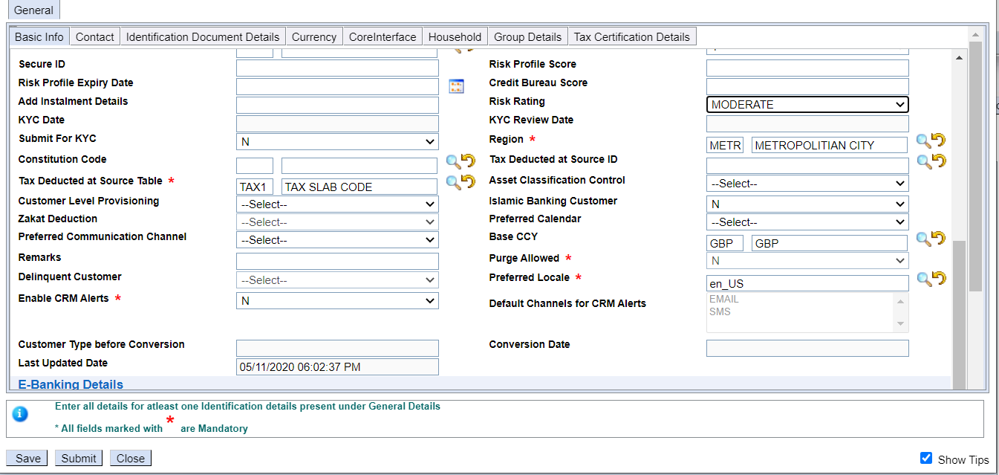 General
Basic Info Contact Identification Document Details Currency CoreInterface Household Group Details Tax Certification Details
Secure ID Risk Profile Score
Risk Profile Expiry Date Credit Bureau Score
Add Instalment Details Risk Rating MODERATE
KYC Date KYC Review Date
Submit For KYC N Region * METR METROPOLITIAN CITY
Constitution Code Tax Deducted at Source ID
Tax Deducted at Source Table * TAX1 TAX SLAB CODE Asset Classification Control --Select--
Customer Level Provisioning --Select-- Islamic Banking Customer N
Zakat Deduction --Select-- Preferred Calendar --Select--
Preferred Communication Channel --Select-- Base CCY GBP GBP
Remarks Purge Allowed * N
Delinquent Customer --Select-- Preferred Locale * en_US
Enable CRM Alerts * N Default Channels for CRM Alerts EMAIL
SMS
Customer Type before Conversion Conversion Date
Last Updated Date 05/11/2020 06:02:37 PM
E-Banking Details
Enter all details for atleast one Identification details present under General Details
* All fields marked with * are Mandatory
Save Submit Close Show Tips